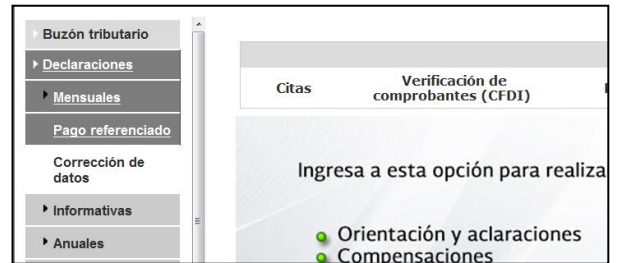 Buzón tributario
Declaraciones
Mensuales
Pago referenciado
Corrección de
datos
Informativas
Anuales
Citas
Verificación de
comprobantes (CFDI)
Ingresa a esta opción para realiza
Orientación y aclaraciones
Compensaciones